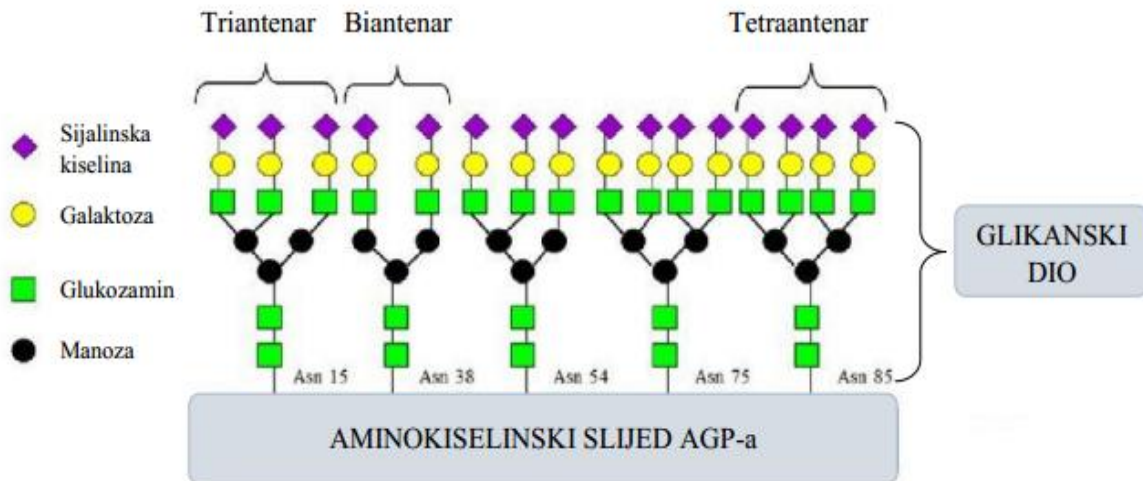 Triantenar
Biantenar
Tetraantenar
Sijalinska
kiselina
Galaktoza
Glukozamin
Manoza
GLIKANSKI
DIO
Asn 15
Asn 38
Asn 54
Asn 75
Asn 85
AMINOKISELINSKI SLIJED AGP-a